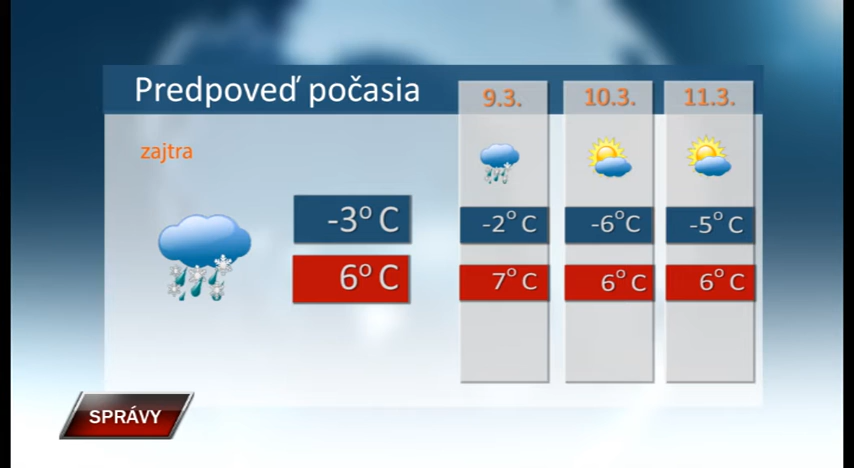 Predpoveď počasia
9.3.
10.3.
11.3.
zajtra
-3°C
6°C
-2°C
-6°C
-5°C
7°C
6°C
6°C
SPRÁVY